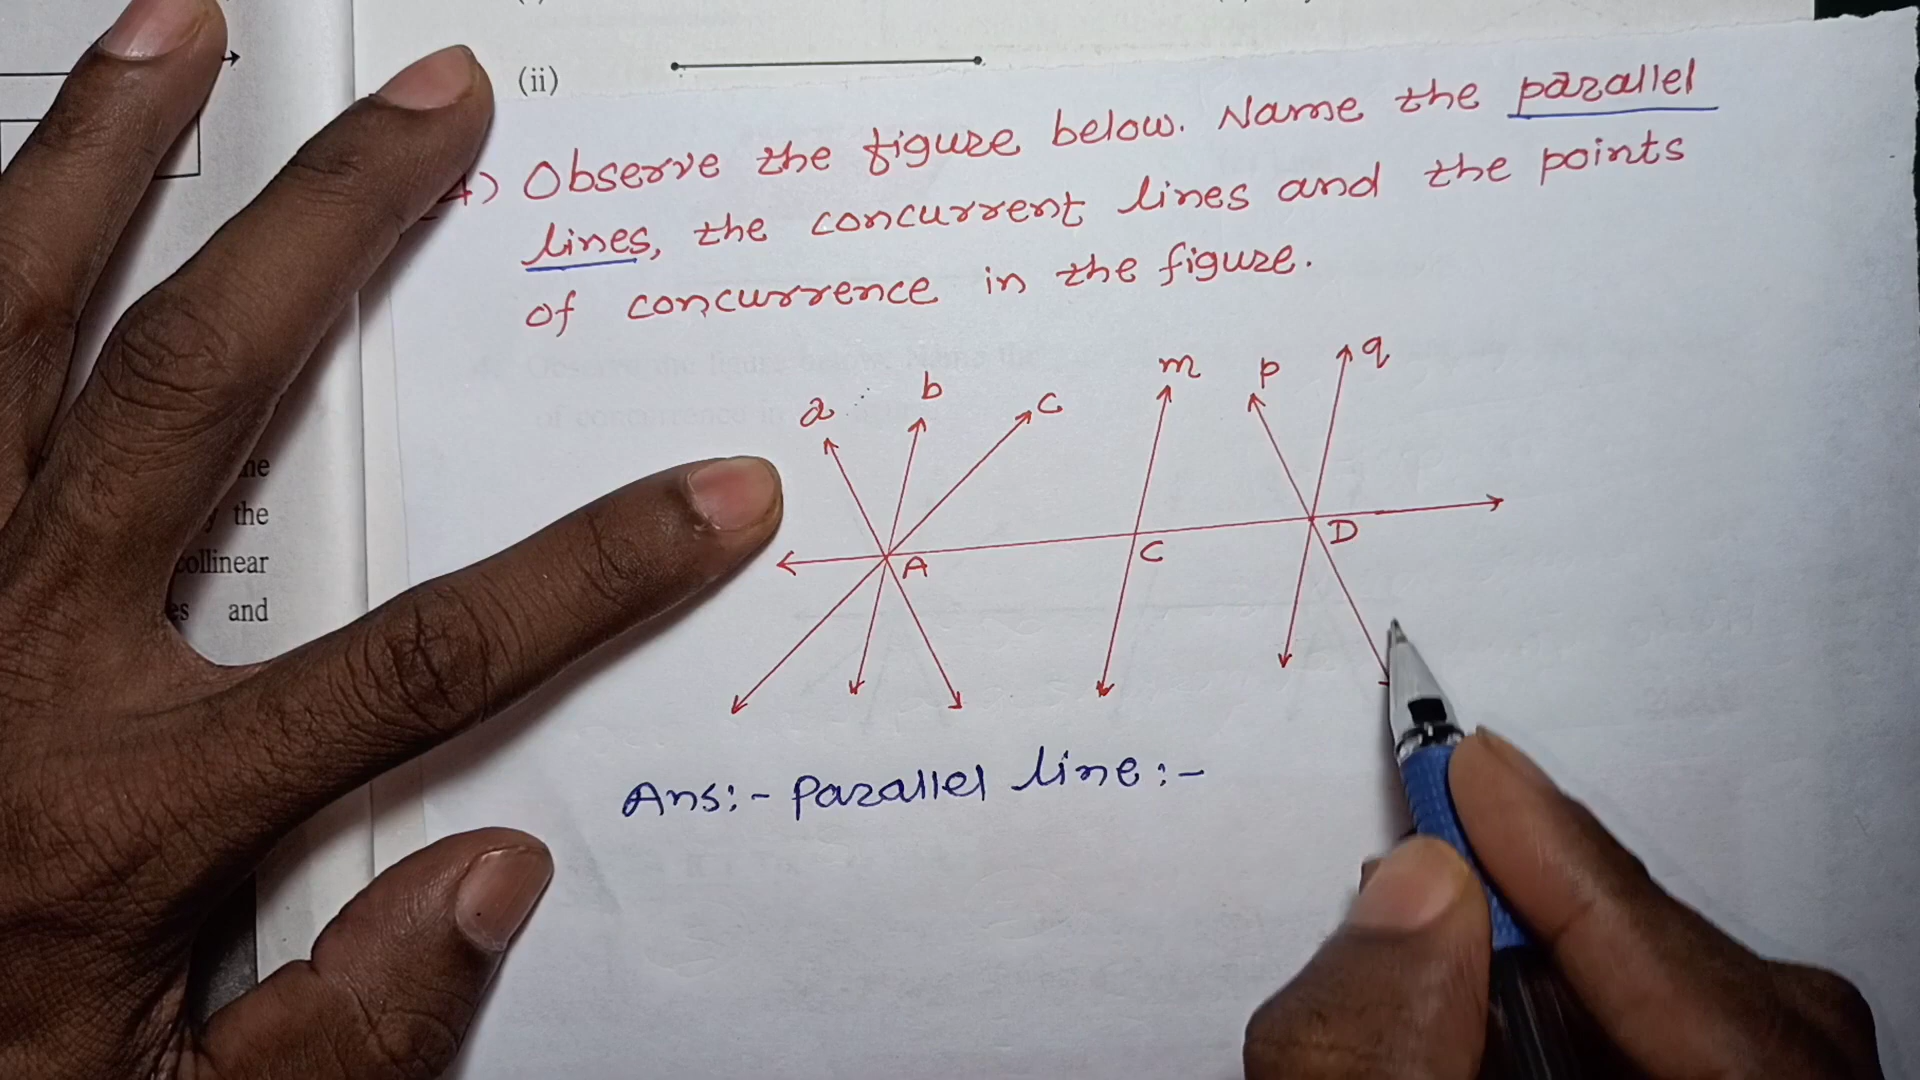 (ii)
4) Observe the figure below. Name the parallel
lines, the concurrent lines and the points
of concurrence in the figure.
a b c m p q
A C D
Ans:- Parallel line:-
the
collinear
and